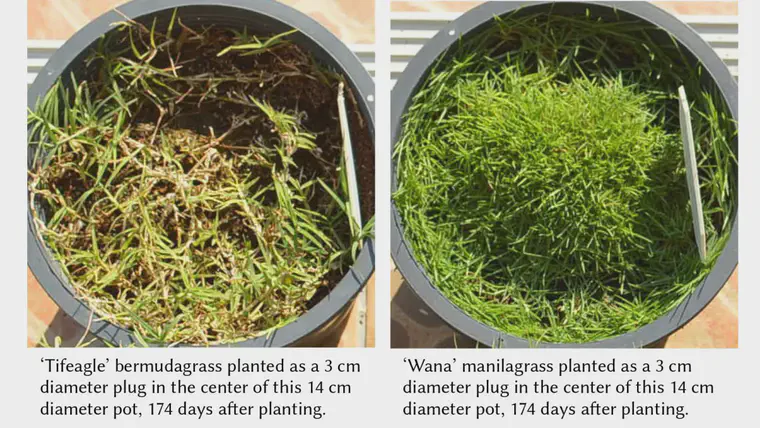 ‘Tifeagle’ bermudagrass planted as a 3 cm
diameter plug in the center of this 14 cm
diameter pot, 174 days after planting.
‘Wana’ manilagrass planted as a 3 cm
diameter plug in the center of this 14 cm
diameter pot, 174 days after planting.